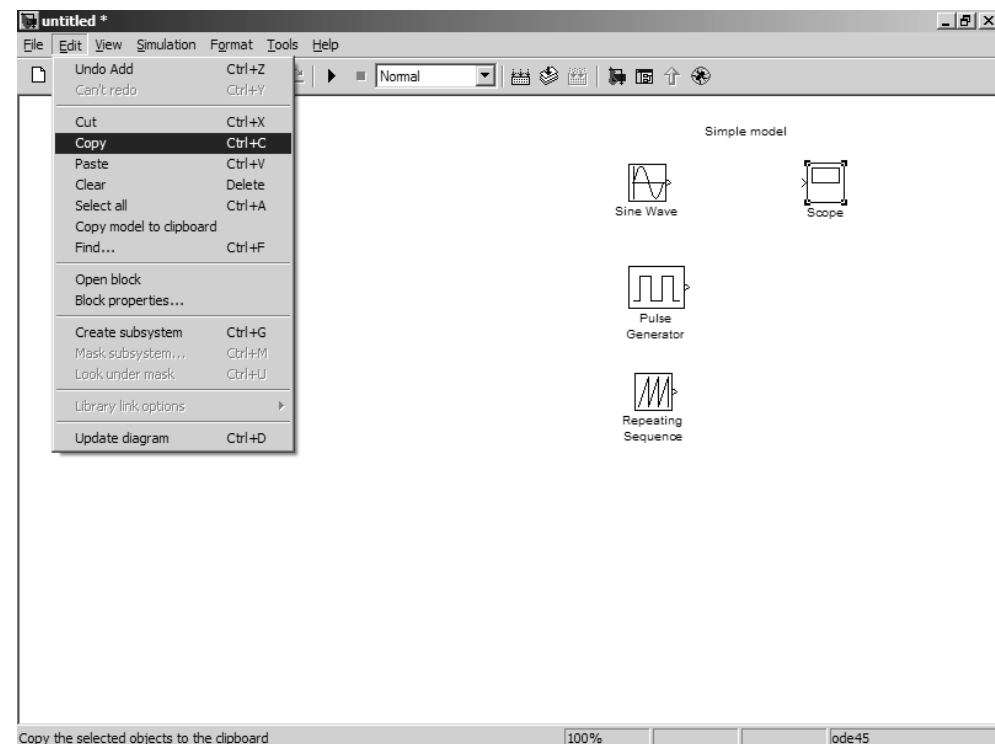 untitled *
File Edit View Simulation Format Tools Help
Normal
Undo Add Ctrl+Z
Can't redo Ctrl+Y
Cut Ctrl+X
Copy Ctrl+C
Paste Ctrl+V
Clear Delete
Select all Ctrl+A
Copy model to clipboard
Find... Ctrl+F
Open block
Block properties...
Create subsystem Ctrl+G
Mask subsystem... Ctrl+M
Look under mask Ctrl+U
Library link options
Update diagram Ctrl+D
Simple model
Sine Wave
Scope
Pulse
Generator
Repeating
Sequence
Copy the selected objects to the clipboard 100% ode45